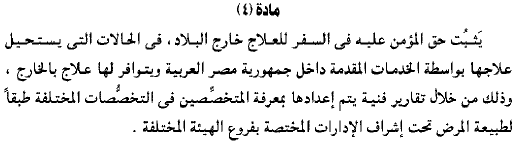 مادة (٤)
يَثبُت حق المؤمن عليه فى السفر للعلاج خارج البلاد ، فى الحالات التى يستحيل
علاجها بواسطة الخدمات المقدمة داخل جمهورية مصر العربية ويتوافر لها علاج بالخارج ،
وذلك من خلال تقارير فنية يتم إعدادها بمعرفة المتخصِّصين فى التخصُّصات المختلفة طبقاً
لطبيعة المرض تحت إشراف الإدارات المختصة بفروع الهيئة المختلفة .